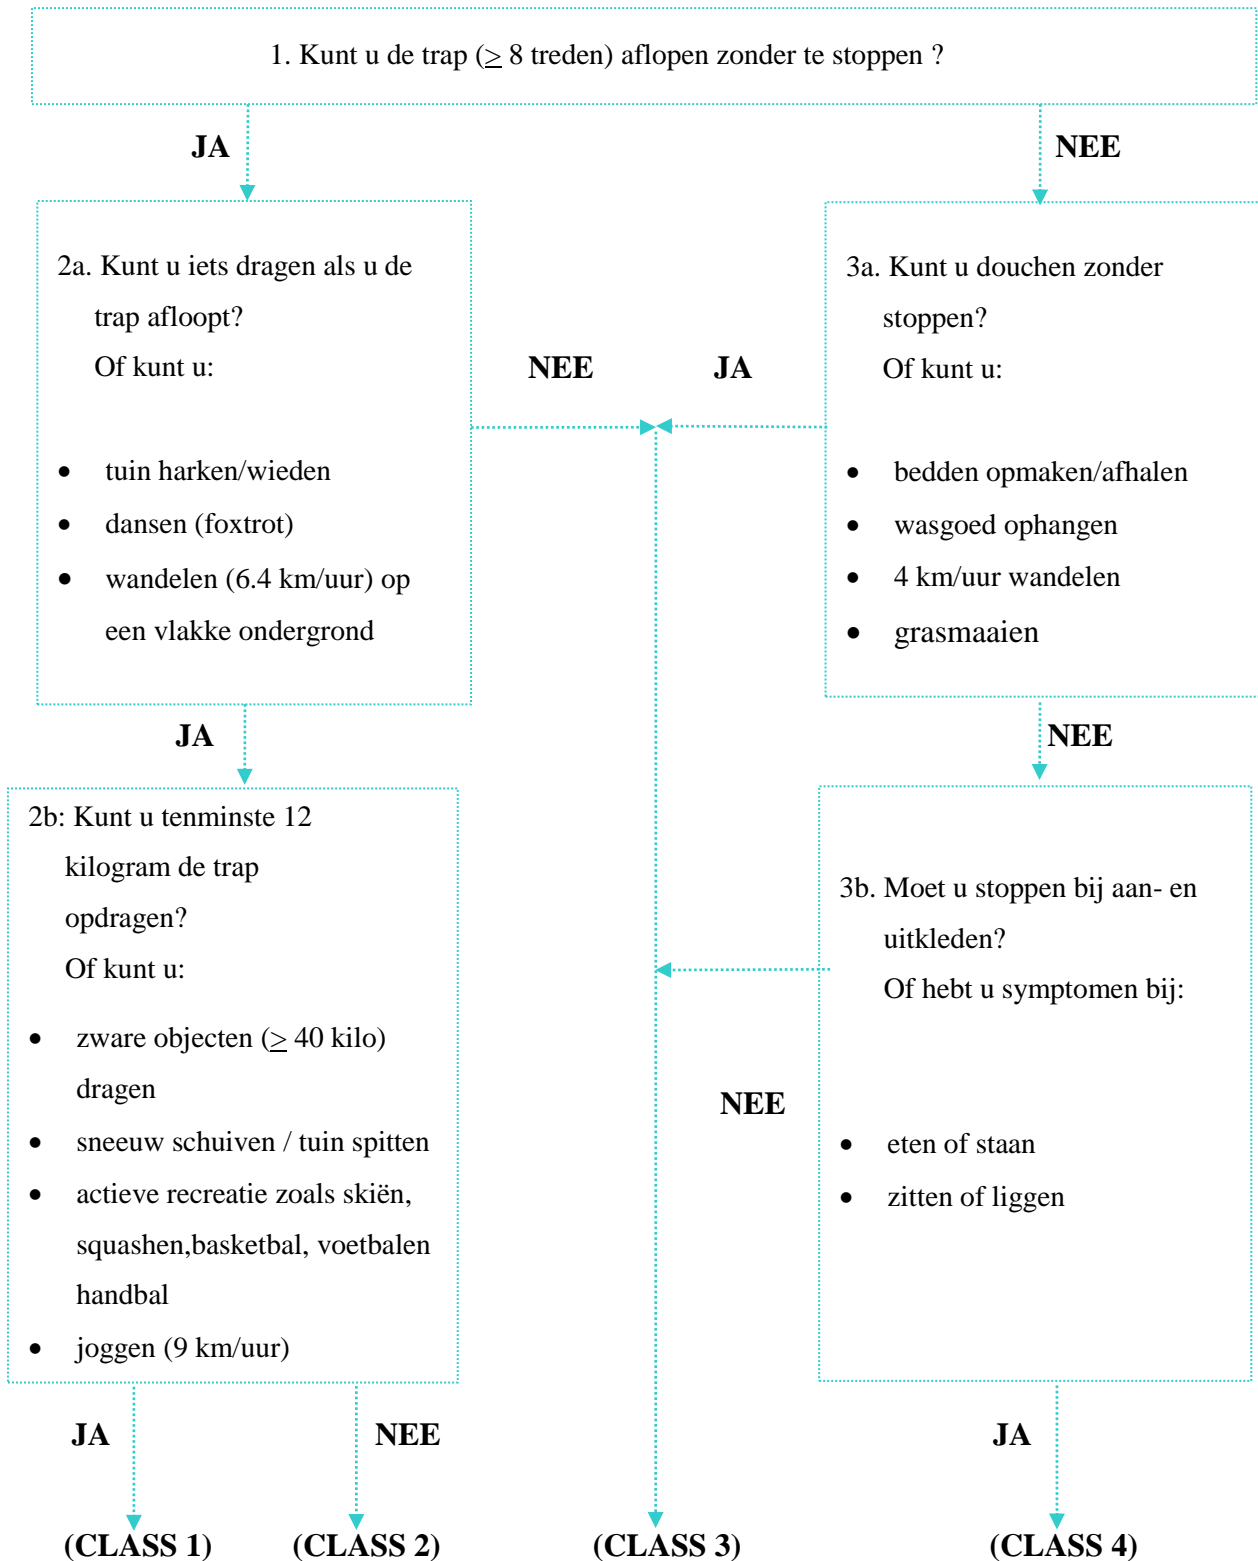 1. Kunt u de trap (≥ 8 treden) aflopen zonder te stoppen ?
JA
NEE
2a. Kunt u iets dragen als u de
trap afloopt?
Of kunt u:
• tuin harken/wieden
• dansen (foxtrot)
• wandelen (6.4 km/uur) op
een vlakke ondergrond
NEE
JA
3a. Kunt u douchen zonder
stoppen?
Of kunt u:
• bedden opmaken/afhalen
• wasgoed ophangen
• 4 km/uur wandelen
• grasmaaien
JA
NEE
2b: Kunt u tenminste 12
kilogram de trap
opdragen?
Of kunt u:
• zware objecten (≥ 40 kilo)
dragen
• sneeuw schuiven / tuin spitten
• actieve recreatie zoals skiën,
squashen,basketbal, voetbalen
handbal
• joggen (9 km/uur)
3b. Moet u stoppen bij aan- en
uitkleden?
Of hebt u symptomen bij:
• eten of staan
• zitten of liggen
NEE
JA
NEE
JA
(CLASS 1)
(CLASS 2)
(CLASS 3)
(CLASS 4)